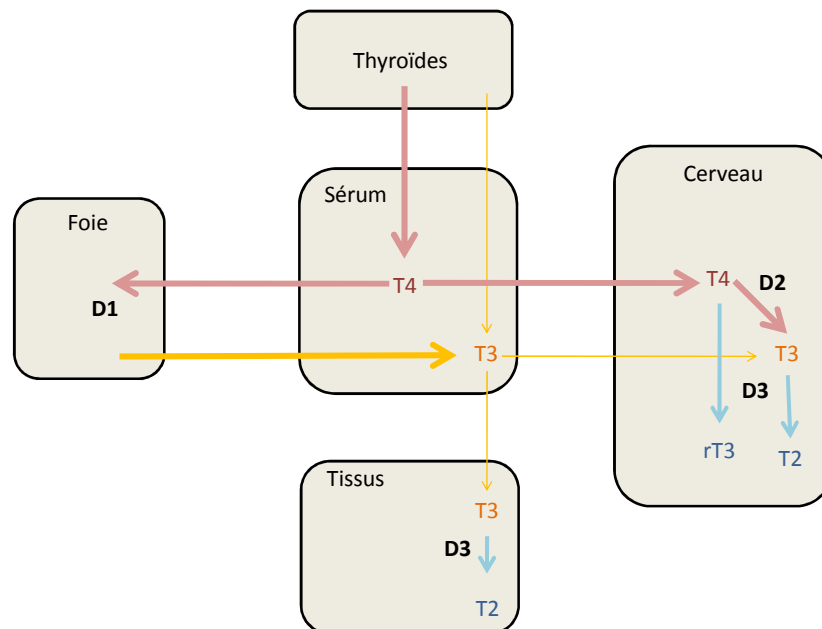 Thyroïdes
Cerveau
Sérum
Foie
D1
T4
T4
D2
T3
T3
D3
rT3
T2
Tissus
T3
D3
T2